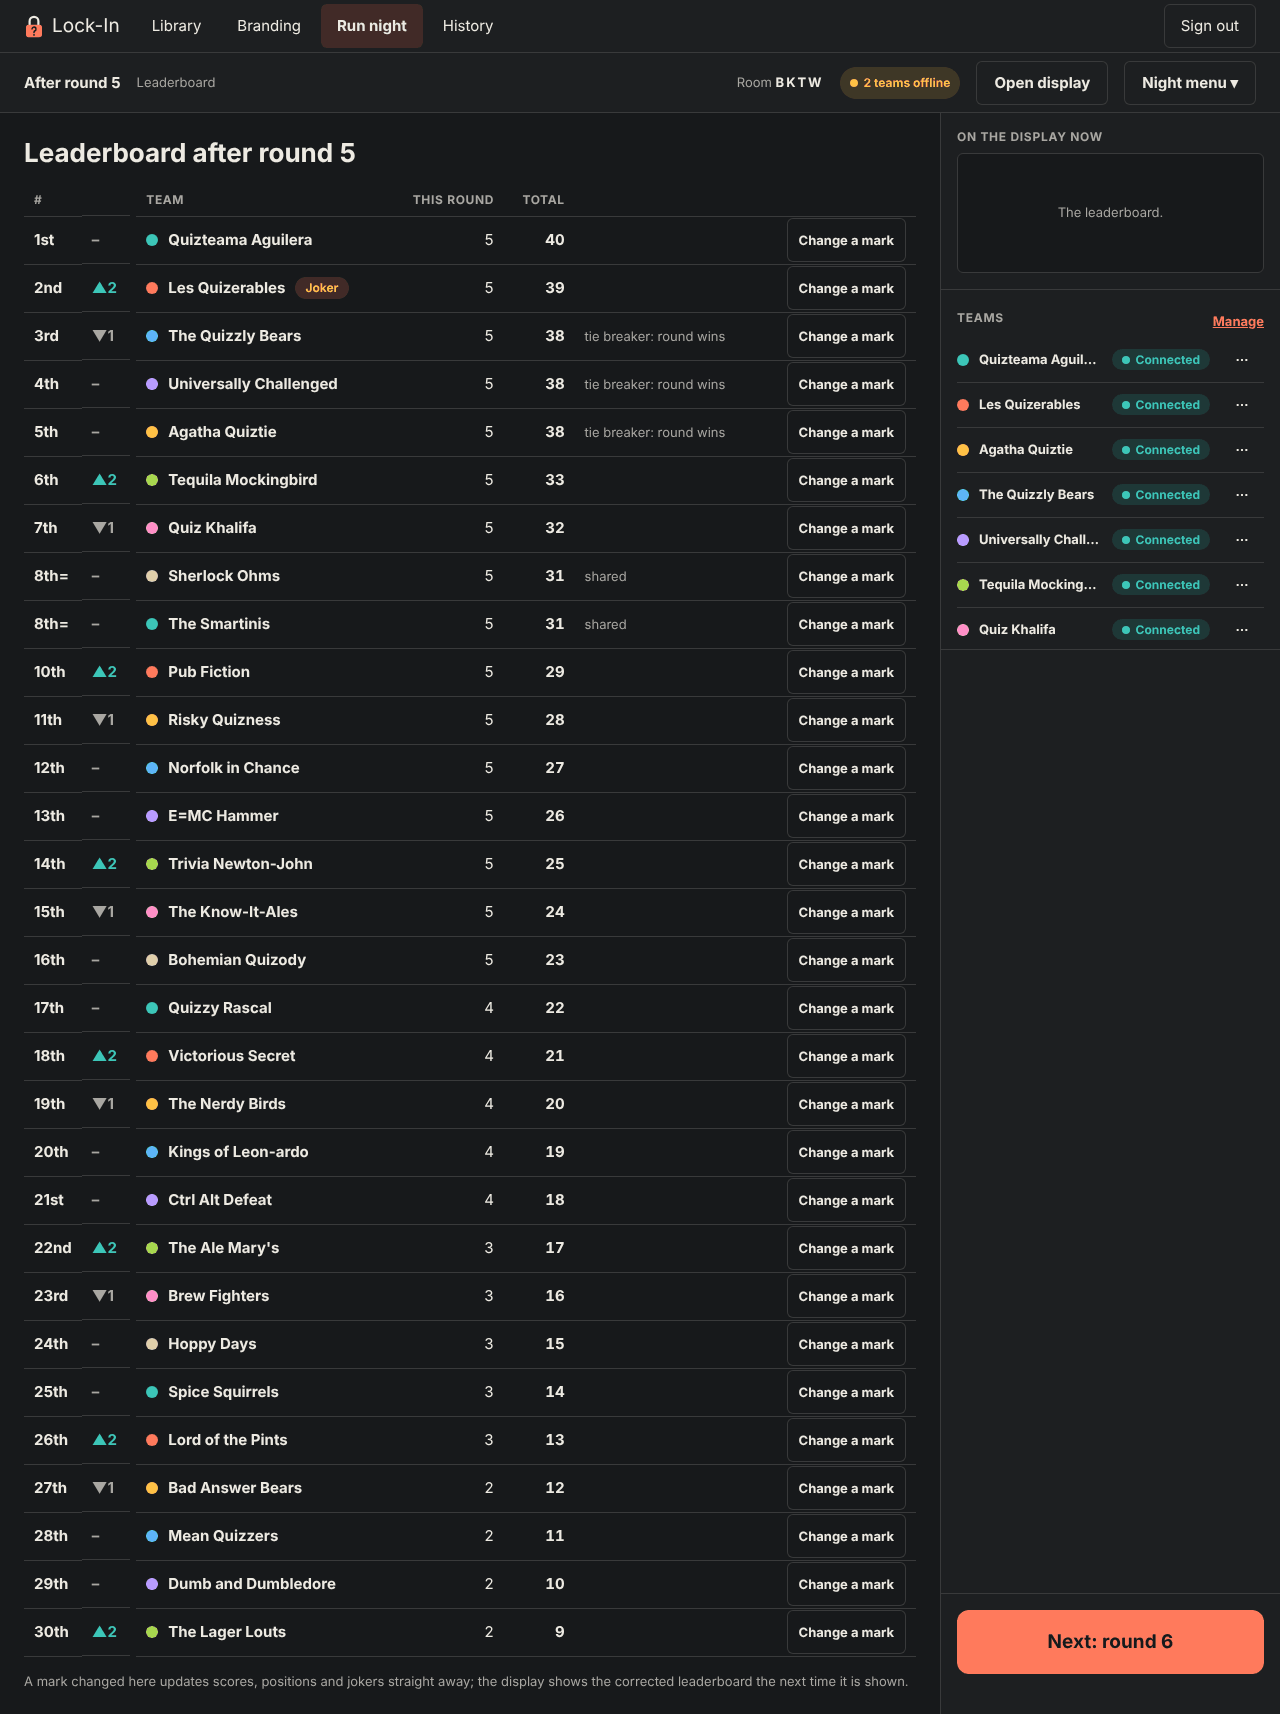 Lock-In Library Branding Run night History Sign out
After round 5 Leaderboard Room BKTW 2 teams offline Open display Night menu ▾
Leaderboard after round 5
# TEAM THIS ROUND TOTAL
1st – Quizteama Aguilera 5 40 Change a mark
2nd ▲2 Les Quizerables Joker 5 39 Change a mark
3rd ▼1 The Quizzly Bears 5 38 tie breaker: round wins Change a mark
4th – Universally Challenged 5 38 tie breaker: round wins Change a mark
5th – Agatha Quiztie 5 38 tie breaker: round wins Change a mark
6th ▲2 Tequila Mockingbird 5 33 Change a mark
7th ▼1 Quiz Khalifa 5 32 Change a mark
8th= – Sherlock Ohms 5 31 shared Change a mark
8th= – The Smartinis 5 31 shared Change a mark
10th ▲2 Pub Fiction 5 29 Change a mark
11th ▼1 Risky Quizness 5 28 Change a mark
12th – Norfolk in Chance 5 27 Change a mark
13th – E=MC Hammer 5 26 Change a mark
14th ▲2 Trivia Newton-John 5 25 Change a mark
15th ▼1 The Know-It-Ales 5 24 Change a mark
16th – Bohemian Quizody 5 23 Change a mark
17th – Quizzy Rascal 4 22 Change a mark
18th ▲2 Victorious Secret 4 21 Change a mark
19th ▼1 The Nerdy Birds 4 20 Change a mark
20th – Kings of Leon-ardo 4 19 Change a mark
21st – Ctrl Alt Defeat 4 18 Change a mark
22nd ▲2 The Ale Mary's 3 17 Change a mark
23rd ▼1 Brew Fighters 3 16 Change a mark
24th – Hoppy Days 3 15 Change a mark
25th – Spice Squirrels 3 14 Change a mark
26th ▲2 Lord of the Pints 3 13 Change a mark
27th ▼1 Bad Answer Bears 2 12 Change a mark
28th – Mean Quizzers 2 11 Change a mark
29th – Dumb and Dumbledore 2 10 Change a mark
30th ▲2 The Lager Louts 2 9 Change a mark
A mark changed here updates scores, positions and jokers straight away; the display shows the corrected leaderboard the next time it is shown.
ON THE DISPLAY NOW
The leaderboard.
TEAMS Manage
Quizteama Aguil... Connected ...
Les Quizerables Connected ...
Agatha Quiztie Connected ...
The Quizzly Bears Connected ...
Universally Chall... Connected ...
Tequila Mocking... Connected ...
Quiz Khalifa Connected ...
Next: round 6